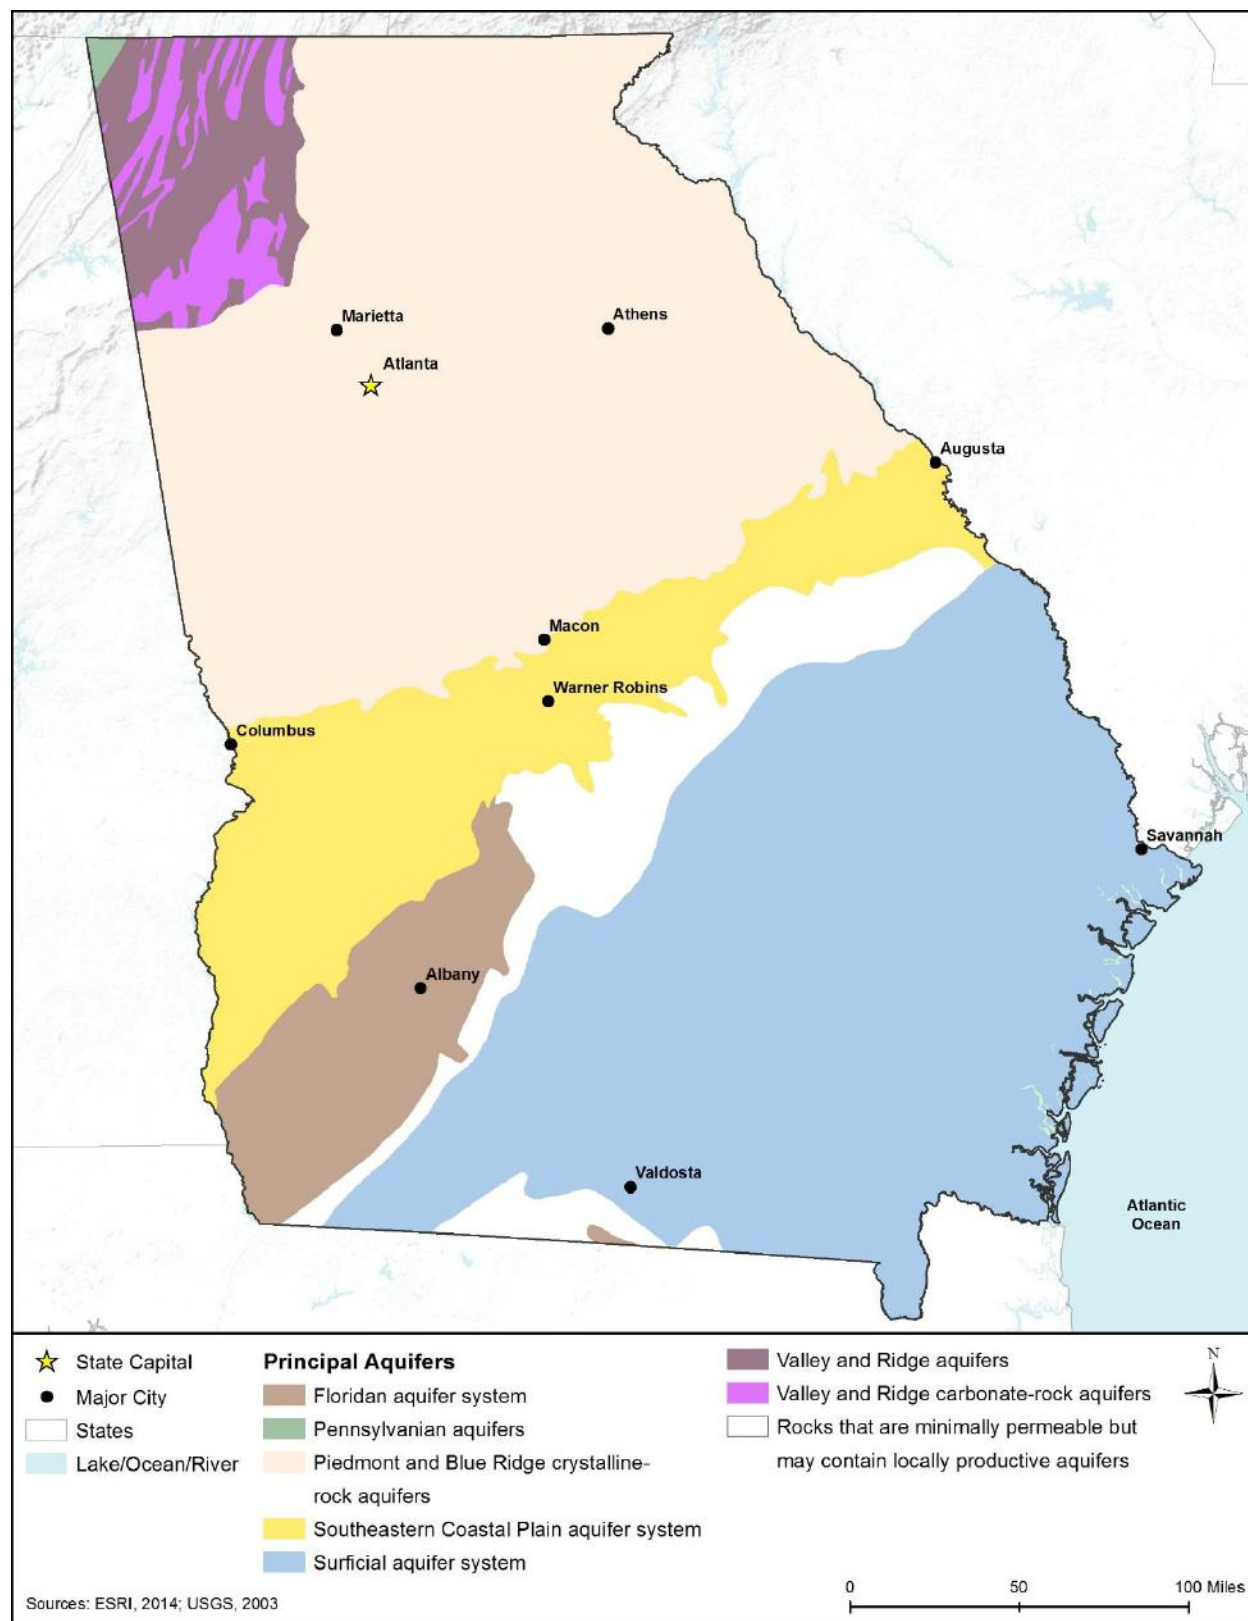 Marietta
Athens
Atlanta
Augusta
Macon
Warner Robins
Columbus
Savannah
Albany
Valdosta
Atlantic
Ocean
State Capital
Major City
States
Lake/Ocean/River
Principal Aquifers
Floridan aquifer system
Pennsylvanian aquifers
Piedmont and Blue Ridge crystalline-
rock aquifers
Southeastern Coastal Plain aquifer system
Surficial aquifer system
Valley and Ridge aquifers
Valley and Ridge carbonate-rock aquifers
Rocks that are minimally permeable but
may contain locally productive aquifers
N
0 50 100 Miles
Sources: ESRI, 2014; USGS, 2003